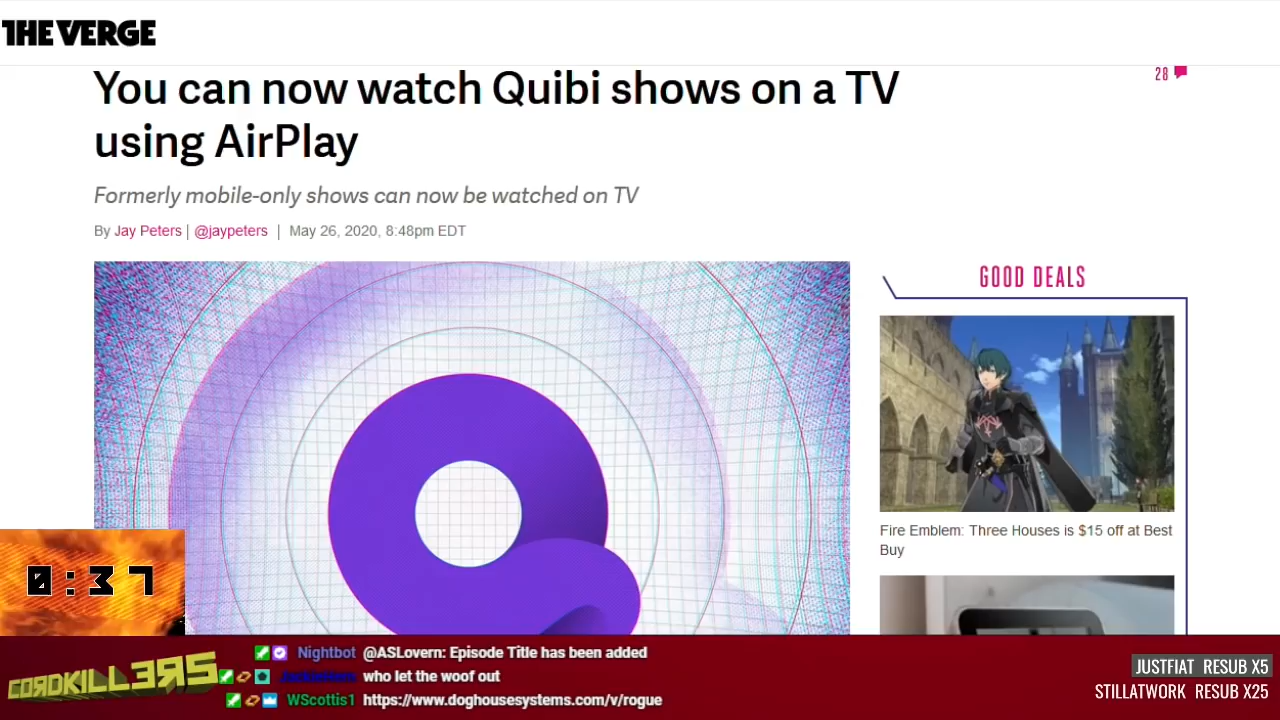 THE VERGE
You can now watch Quibi shows on a TV
using AirPlay
28
Formerly mobile-only shows can now be watched on TV
By Jay Peters | @jaypeters | May 26, 2020, 8:48pm EDT
GOOD DEALS
Fire Emblem: Three Houses is $15 off at Best
Buy
0:37
CORDKILLERS
Nightbot @ASLovern: Episode Title has been added
who let the woof out
WScottis1 https://www.doghousesystems.com/v/rogue
JUSTFIAT RESUB X5
STILLATWORK RESUB X25